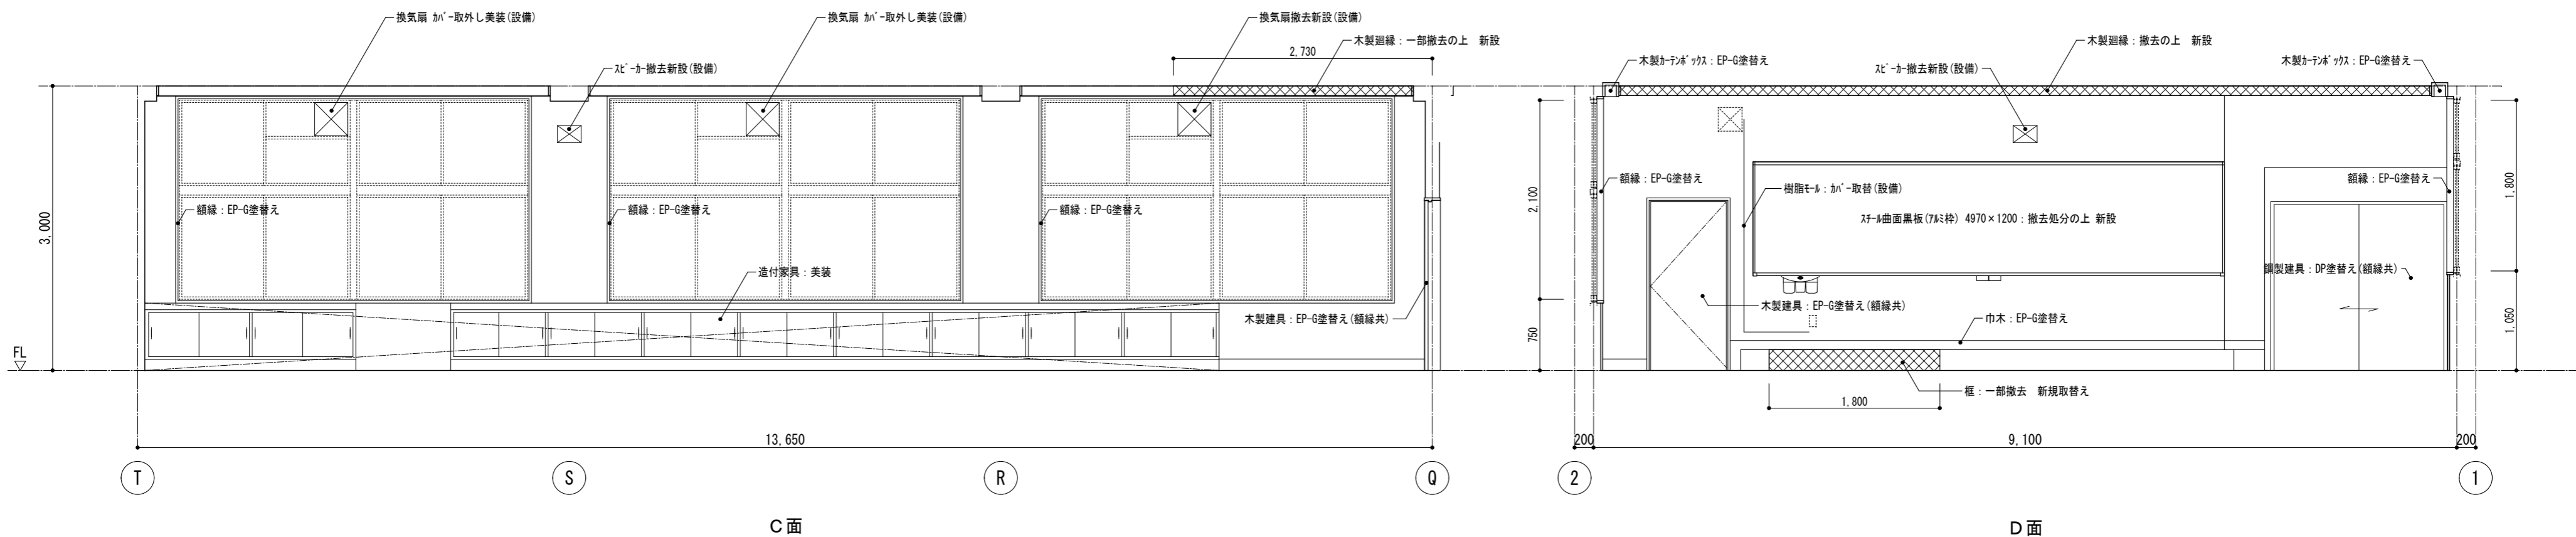 換気扇 ｶﾊﾞｰ取外し美装(設備)
換気扇 ｶﾊﾞｰ取外し美装(設備)
換気扇撤去新設(設備)
木製廻縁：一部撤去の上　新設
2,730
ｽﾋﾟｰｶｰ撤去新設(設備)
3,000
額縁：EP-G塗替え
額縁：EP-G塗替え
額縁：EP-G塗替え
造付家具：美装
木製建具：EP-G塗替え(額縁共)
FL
13,650
T
S
R
Q
C面
木製ｶｰﾃﾝﾎﾞｯｸｽ：EP-G塗替え
ｽﾋﾟｰｶｰ撤去新設(設備)
木製廻縁：撤去の上　新設
木製ｶｰﾃﾝﾎﾞｯｸｽ：EP-G塗替え
額縁：EP-G塗替え
樹脂ﾓｰﾙ：ｶﾊﾞｰ取替(設備)
額縁：EP-G塗替え
2,100
1,800
ｽﾁｰﾙ曲面黒板(ｱﾙﾐ枠) 4970×1200：撤去処分の上 新設
鋼製建具：DP塗替え(額縁共)
木製建具：EP-G塗替え(額縁共)
巾木：EP-G塗替え
750
1,050
框：一部撤去　新規取替え
1,800
200
9,100
200
2
1
D面